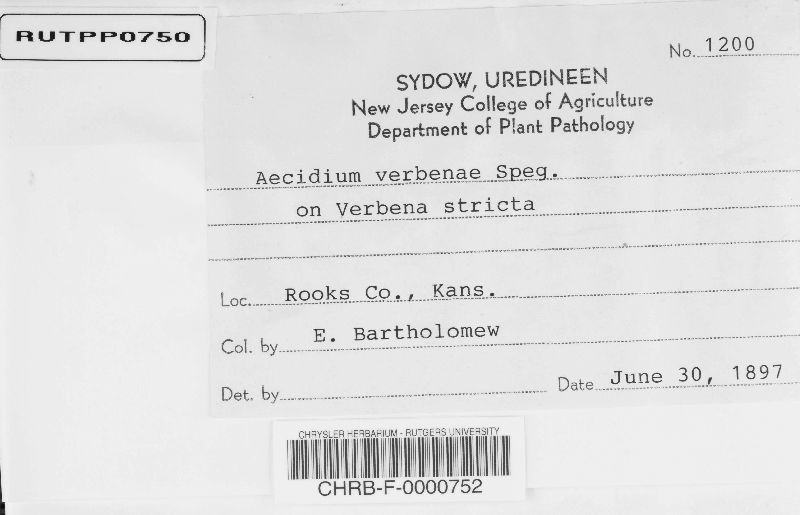 RUTPP0750
No. 1200
SYDOW, UREDINEEN
New Jersey College of Agriculture
Department of Plant Pathology
Aecidium verbenae Speg.
on Verbena stricta
Loc. Rooks Co., Kans.
Col. by E. Bartholomew
Det. by
Date June 30, 1897
CHRYSLER HERBARIUM - RUTGERS UNIVERSITY
CHRB-F-0000752